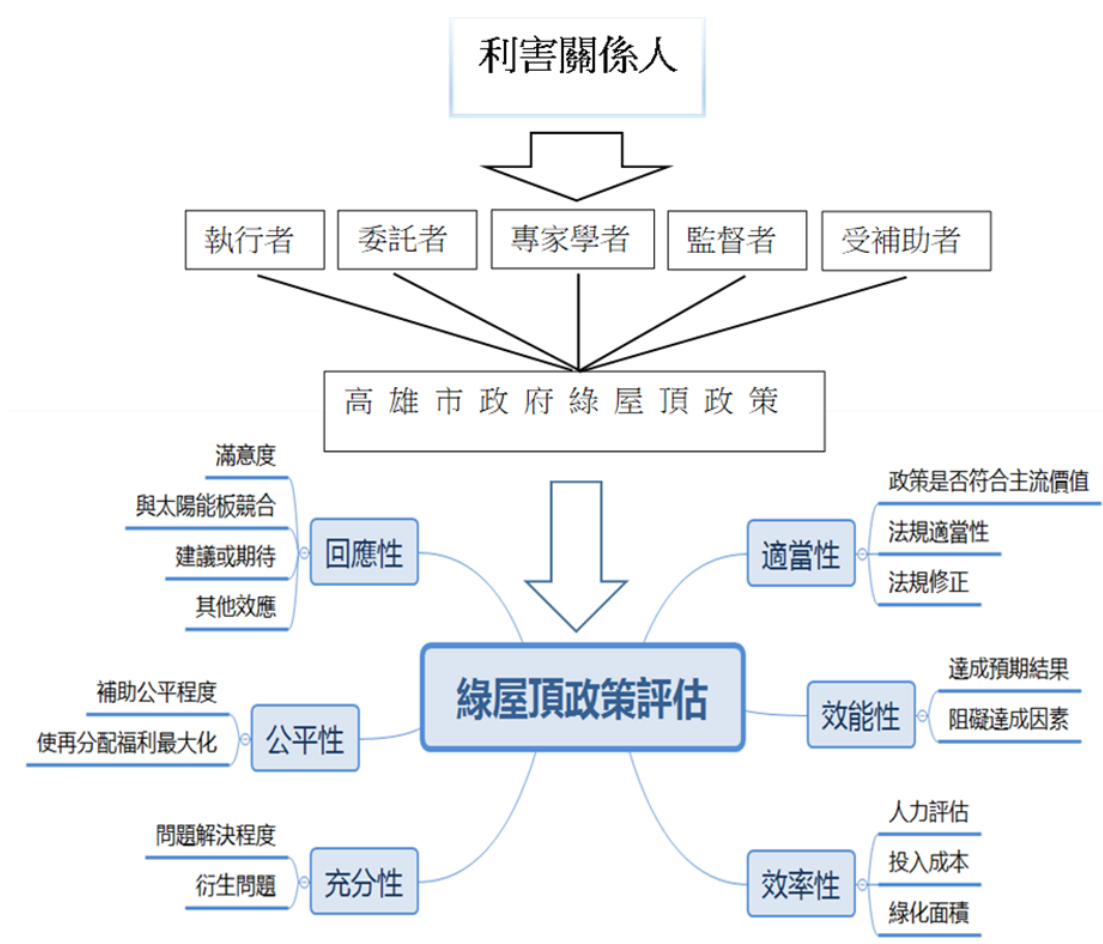 利害關係人
執行者
委託者
專家學者
監督者
受補助者
高雄市政府綠屋頂政策
滿意度
與太陽能板競合
建議或期待
其他效應
回應性
補助公平程度
使再分配福利最大化
公平性
問題解決程度
衍生問題
充分性
綠屋頂政策評估
適當性
政策是否符合主流價值
法規適當性
法規修正
效能性
達成預期結果
阻礙達成因素
效率性
人力評估
投入成本
綠化面積